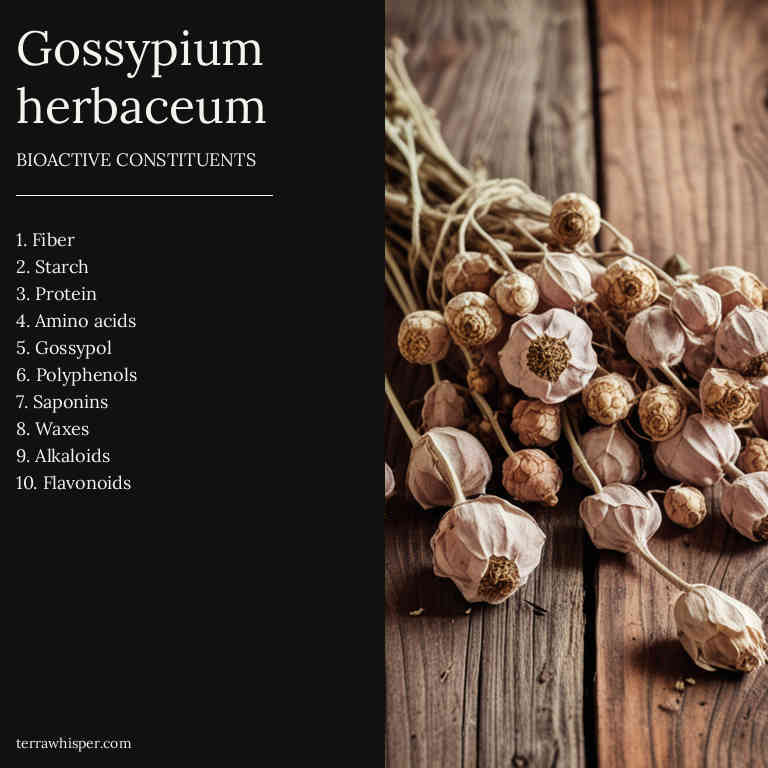 Gossypium
herbaceum
BIOACTIVE CONSTITUENTS
1. Fiber
2. Starch
3. Protein
4. Amino acids
5. Gossypol
6. Polyphenols
7. Saponins
8. Waxes
9. Alkaloids
10. Flavonoids
terrawhisper.com